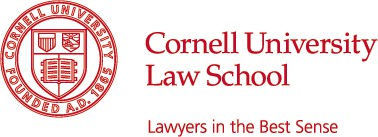 CORNELL UNIVERSITY
FOUNDED A.D. 1865
Cornell University
Law School
Lawyers in the Best Sense